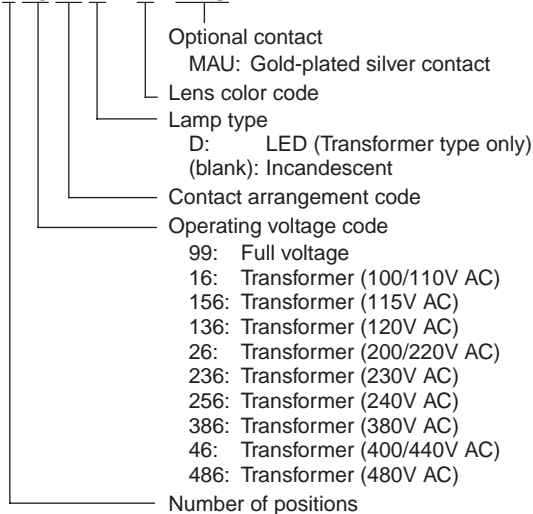 Optional contact
MAU: Gold-plated silver contact
Lens color code
Lamp type
D: LED (Transformer type only)
(blank): Incandescent
Contact arrangement code
Operating voltage code
99: Full voltage
16: Transformer (100/110V AC)
156: Transformer (115V AC)
136: Transformer (120V AC)
26: Transformer (200/220V AC)
236: Transformer (230V AC)
256: Transformer (240V AC)
386: Transformer (380V AC)
46: Transformer (400/440V AC)
486: Transformer (480V AC)
Number of positions